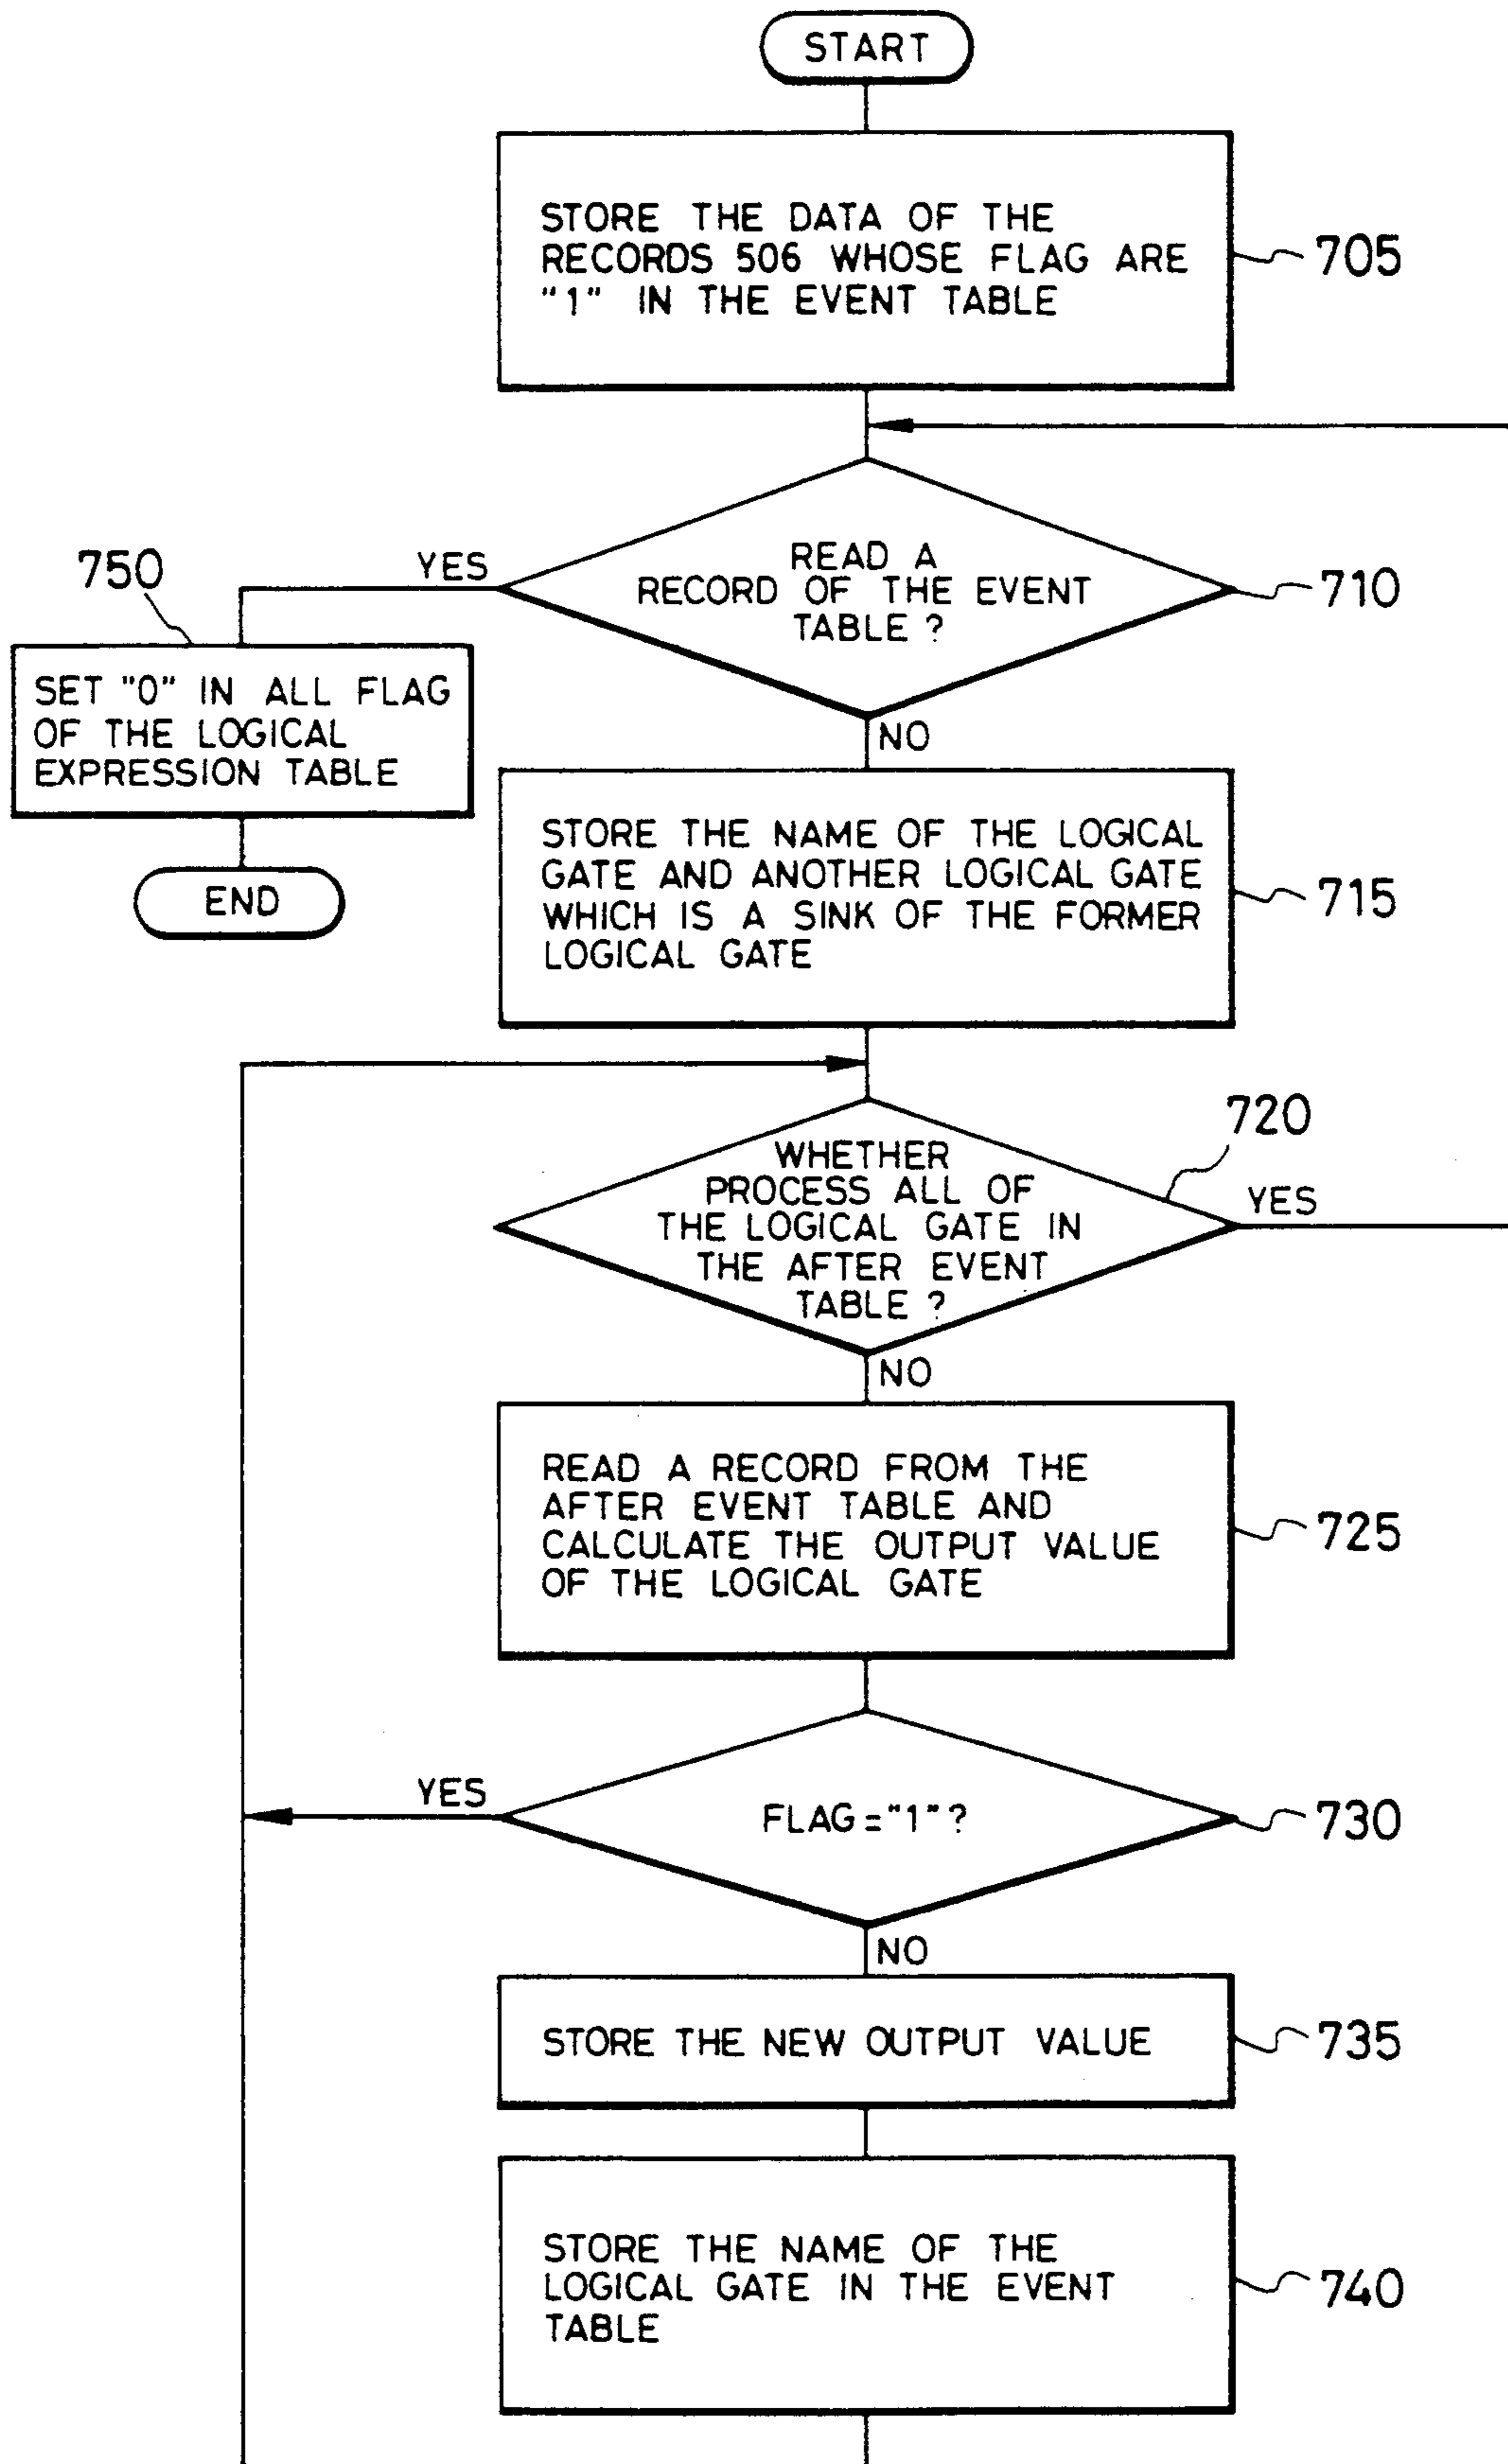 START
STORE THE DATA OF THE
RECORDS 506 WHOSE FLAG ARE
"1" IN THE EVENT TABLE
705
READ A
RECORD OF THE EVENT
TABLE ?
710
YES
750
SET "0" IN ALL FLAG
OF THE LOGICAL
EXPRESSION TABLE
END
NO
STORE THE NAME OF THE LOGICAL
GATE AND ANOTHER LOGICAL GATE
WHICH IS A SINK OF THE FORMER
LOGICAL GATE
715
WHETHER
PROCESS ALL OF
THE LOGICAL GATE IN
THE AFTER EVENT
TABLE ?
720
YES
NO
READ A RECORD FROM THE
AFTER EVENT TABLE AND
CALCULATE THE OUTPUT VALUE
OF THE LOGICAL GATE
725
YES
FLAG="1"?
730
NO
STORE THE NEW OUTPUT VALUE
735
STORE THE NAME OF THE
LOGICAL GATE IN THE EVENT
TABLE
740